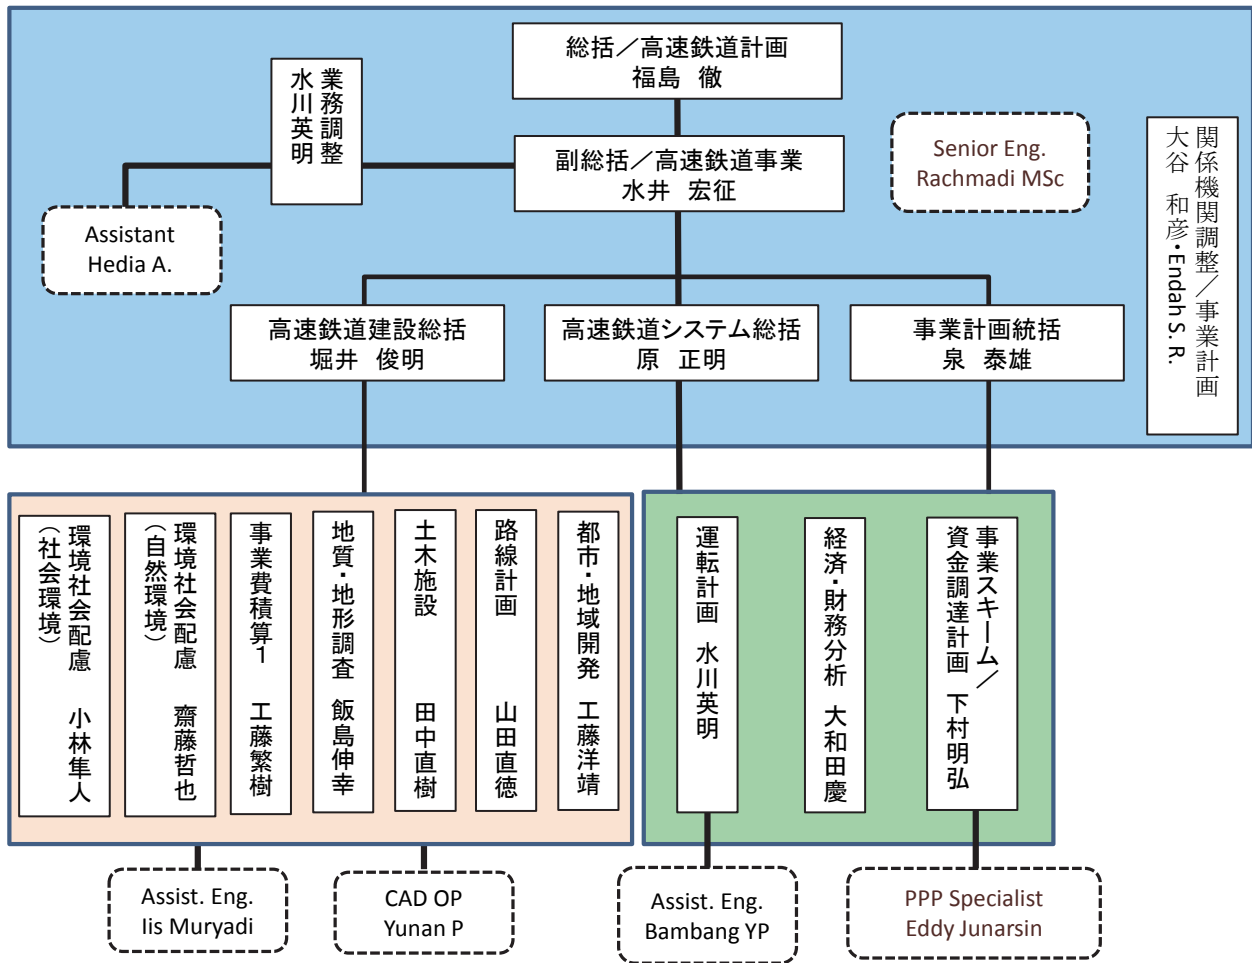 総括／高速鉄道計画
福島　徹
業務調整
水川英明
副総括／高速鉄道事業
水井　宏征
Senior Eng.
Rachmadi MSc
関係機関調整／事業計画
大谷　和彦・Endah S. R.
Assistant
Hedia A.
高速鉄道建設総括
堀井　俊明
高速鉄道システム総括
原　正明
事業計画統括
泉　泰雄
環境社会配慮　小林隼人
（社会環境）
環境社会配慮　齋藤哲也
（自然環境）
事業費積算1　工藤繁樹
地質・地形調査　飯島伸幸
土木施設　田中直樹
路線計画　山田直徳
都市・地域開発　工藤洋靖
運転計画　水川英明
経済・財務分析　大和田慶
事業スキーム／
資金調達計画　下村明弘
Assist. Eng.
Iis Muryadi
CAD OP
Yunan P
Assist. Eng.
Bambang YP
PPP Specialist
Eddy Junarsin